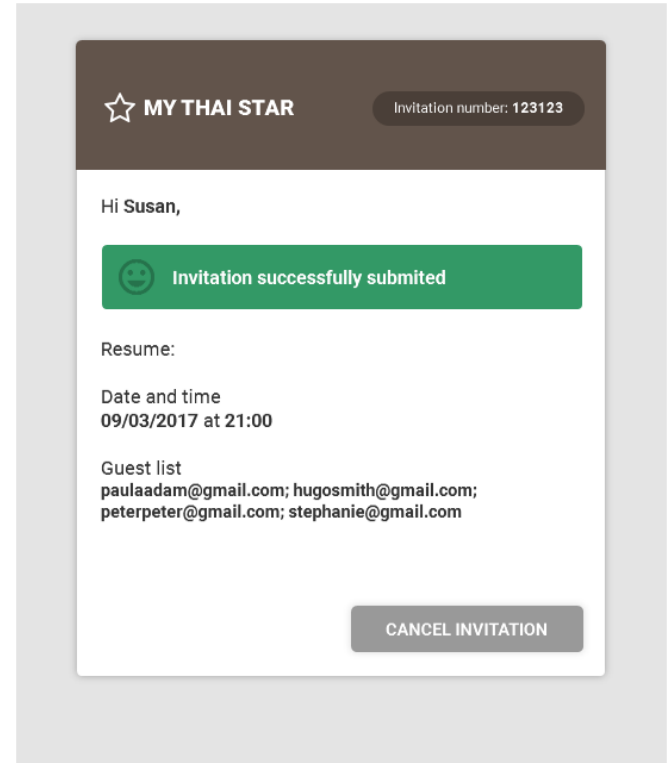 MY THAI STAR
Invitation number: 123123
Hi Susan,
Invitation successfully submited
Resume:
Date and time
09/03/2017 at 21:00
Guest list
paulaadam@gmail.com; hugosmith@gmail.com;
peterpeter@gmail.com; stephanie@gmail.com
CANCEL INVITATION